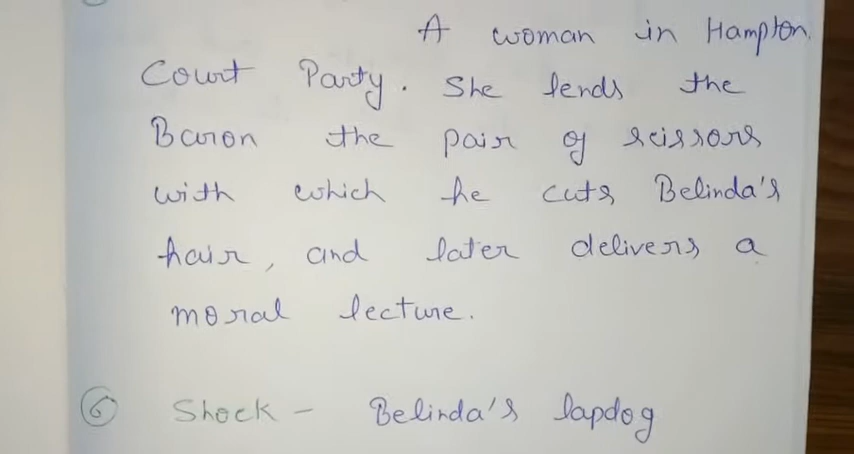 A woman in Hampton
Court Party. She lends the
Baron the pair of scissors
with which he cuts Belinda's
hair, and later delivers a
moral lecture.
6 Shock - Belinda's lapdog